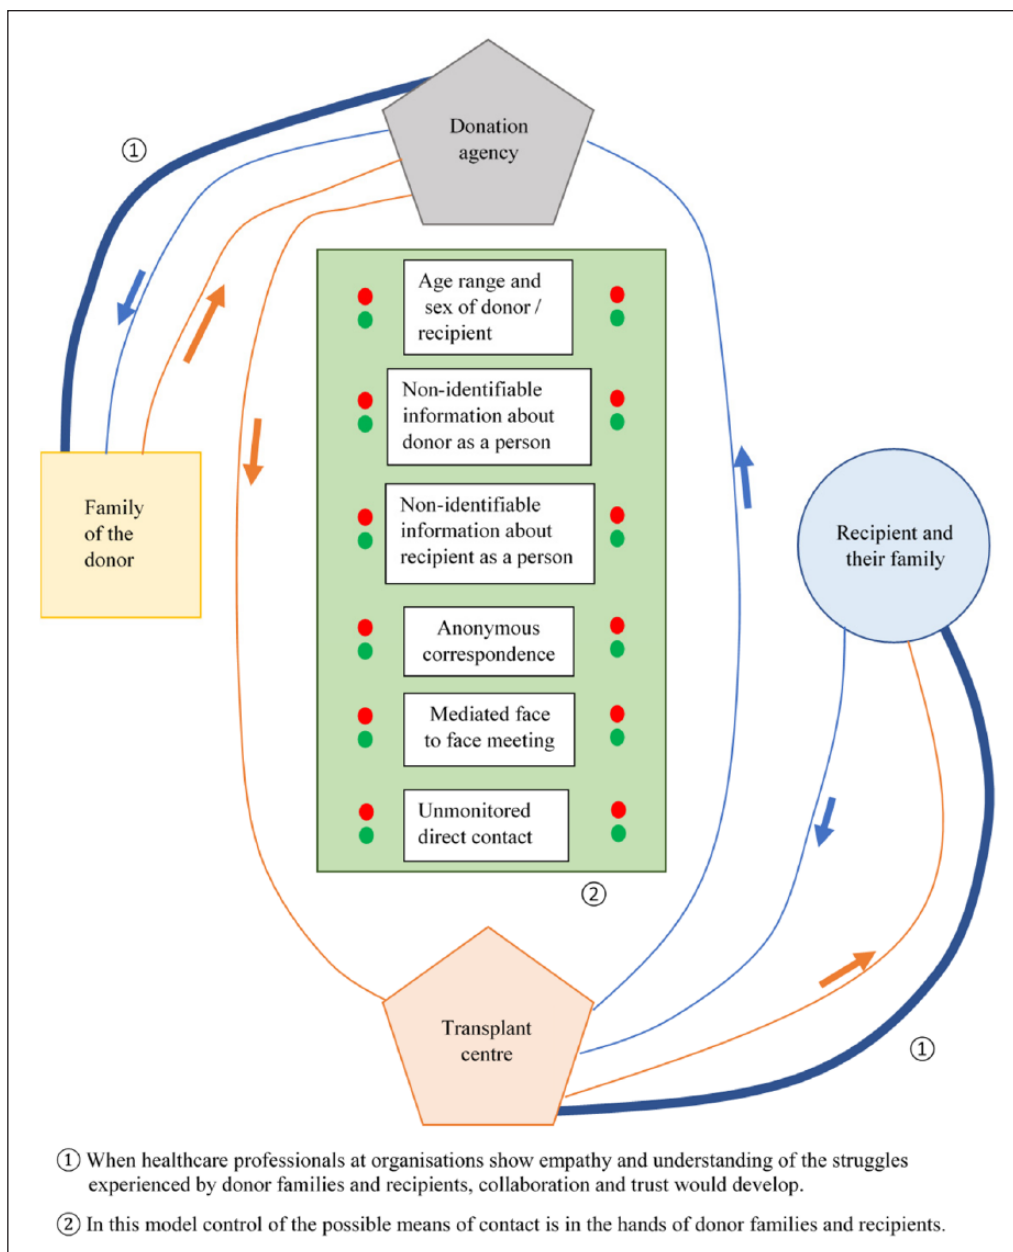 Donation
agency
①
Age range and
sex of donor /
recipient
Non-identifiable
information about
donor as a person
Family
of the
donor
Non-identifiable
information about
recipient as a person
Recipient and
their family
Anonymous
correspondence
Mediated face
to face meeting
Unmonitored
direct contact
②
Transplant
centre
①
① When healthcare professionals at organisations show empathy and understanding of the struggles
experienced by donor families and recipients, collaboration and trust would develop.
② In this model control of the possible means of contact is in the hands of donor families and recipients.